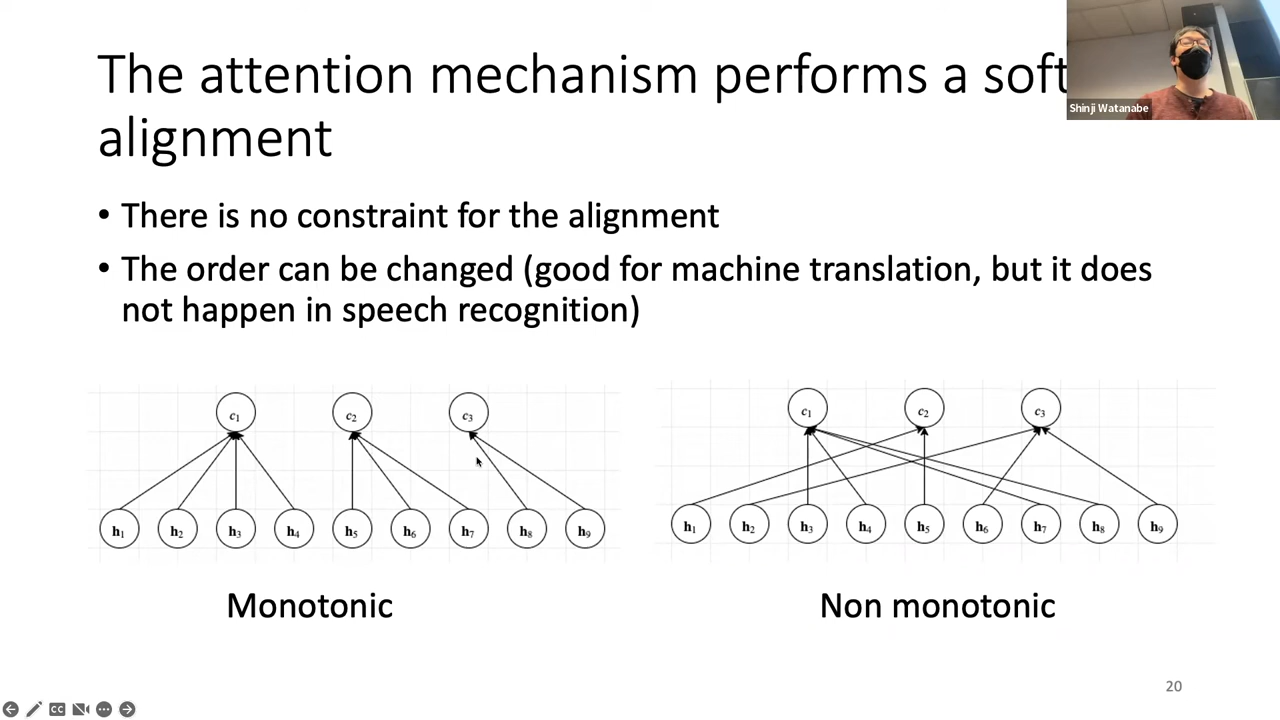 The attention mechanism performs a soft
alignment
Shinji Watanabe
• There is no constraint for the alignment
• The order can be changed (good for machine translation, but it does
not happen in speech recognition)
c1 c2 c3
h1 h2 h3 h4 h5 h6 h7 h8 h9
Monotonic
c1 c2 c3
h1 h2 h3 h4 h5 h6 h7 h8 h9
Non monotonic
20
CC